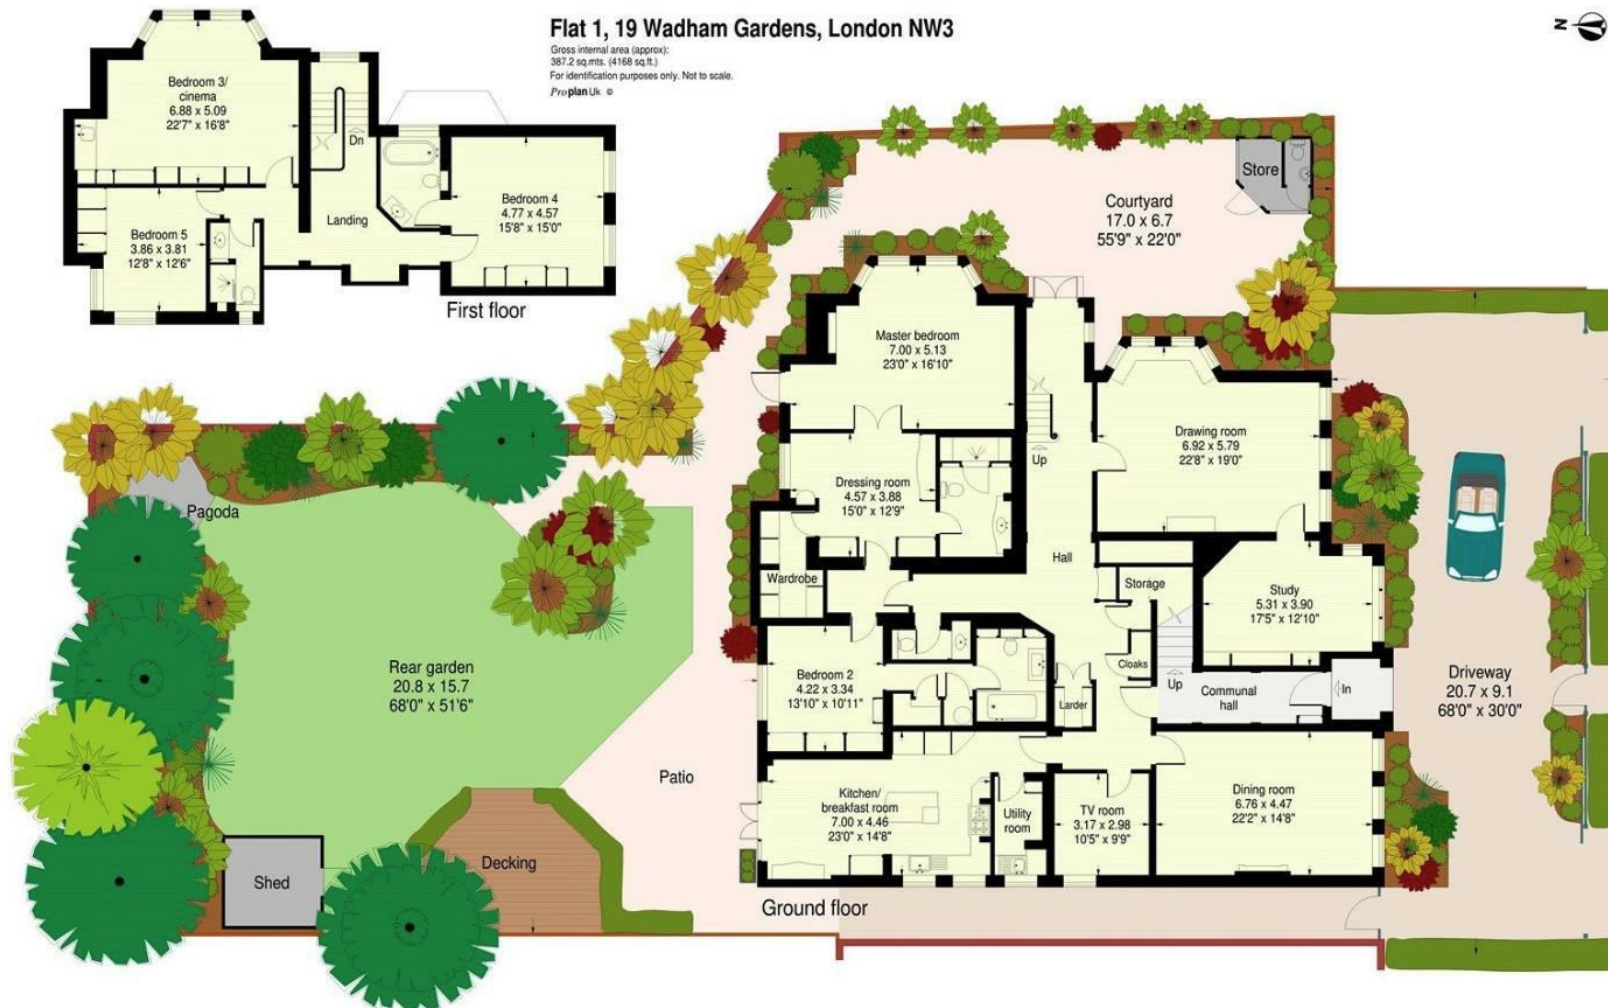 Flat 1, 19 Wadham Gardens, London NW3
Gross internal area (approx):
387.2 sq.mts. (4168 sq.ft.)
For identification purposes only. Not to scale.
Proplan Uk ©
N
Bedroom 3/
cinema
6.88 x 5.09
22'7" x 16'8"
Dn
Landing
Bedroom 4
4.77 x 4.57
15'8" x 15'0"
Bedroom 5
3.86 x 3.81
12'8" x 12'6"
First floor
Store
Courtyard
17.0 x 6.7
55'9" x 22'0"
Master bedroom
7.00 x 5.13
23'0" x 16'10"
Drawing room
6.92 x 5.79
22'8" x 19'0"
Up
Dressing room
4.57 x 3.88
15'0" x 12'9"
Pagoda
Hall
Wardrobe
Storage
Study
5.31 x 3.90
17'5" x 12'10"
Rear garden
20.8 x 15.7
68'0" x 51'6"
Bedroom 2
4.22 x 3.34
13'10" x 10'11"
Cloaks
Up
Communal
hall
In
Larder
Driveway
20.7 x 9.1
68'0" x 30'0"
Patio
Kitchen/
breakfast room
7.00 x 4.46
23'0" x 14'8"
Utility
room
TV room
3.17 x 2.98
10'5" x 9'9"
Dining room
6.76 x 4.47
22'2" x 14'8"
Decking
Shed
Ground floor